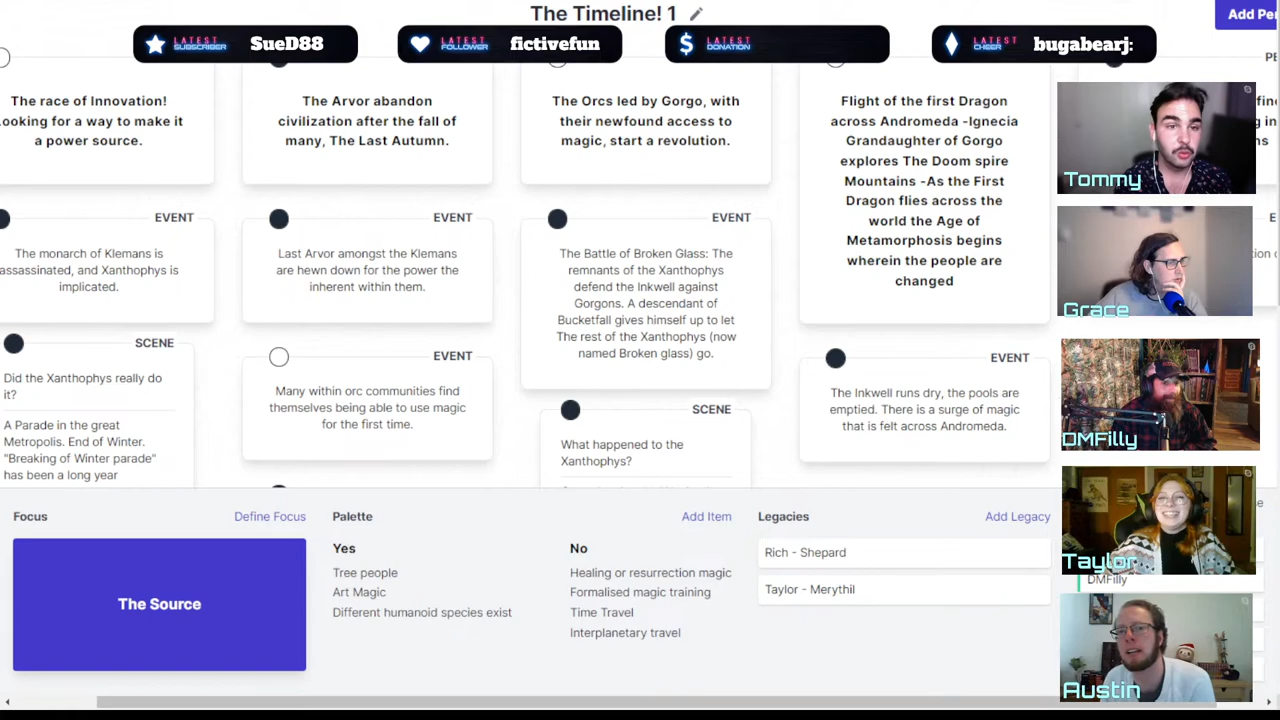 The Timeline! 1
Add Pe
LATEST SUBSCRIBER
SueD88
LATEST FOLLOWER
fictivefun
LATEST DONATION
LATEST CHEER
bugabearj:
The race of Innovation!
ooking for a way to make it
a power source.
EVENT
The monarch of Klemans is
assassinated, and Xanthophys is
implicated.
SCENE
Did the Xanthophys really do
it?
A Parade in the great
Metropolis. End of Winter.
"Breaking of Winter parade"
has been a long year
The Arvor abandon
civilization after the fall of
many, The Last Autumn.
EVENT
Last Arvor amongst the Klemans
are hewn down for the power the
inherent within them.
EVENT
Many within orc communities find
themselves being able to use magic
for the first time.
The Orcs led by Gorgo, with
their newfound access to
magic, start a revolution.
EVENT
The Battle of Broken Glass: The
remnants of the Xanthophys
defend the Inkwell against
Gorgons. A descendant of
Bucketfall gives himself up to let
The rest of the Xanthophys (now
named Broken glass) go.
SCENE
What happened to the
Xanthophys?
Flight of the first Dragon
across Andromeda -Ignecia
Grandaughter of Gorgo
explores The Doom spire
Mountains -As the First
Dragon flies across the
world the Age of
Metamorphosis begins
wherein the people are
changed
EVENT
The Inkwell runs dry, the pools are
emptied. There is a surge of magic
that is felt across Andromeda.
Tommy
Grace
DMFilly
Taylor
DMFilly
Austin
Focus
Define Focus
The Source
Palette
Add Item
Yes
Tree people
Art Magic
Different humanoid species exist
No
Healing or resurrection magic
Formalised magic training
Time Travel
Interplanetary travel
Legacies
Add Legacy
Rich - Shepard
Taylor - Merythil